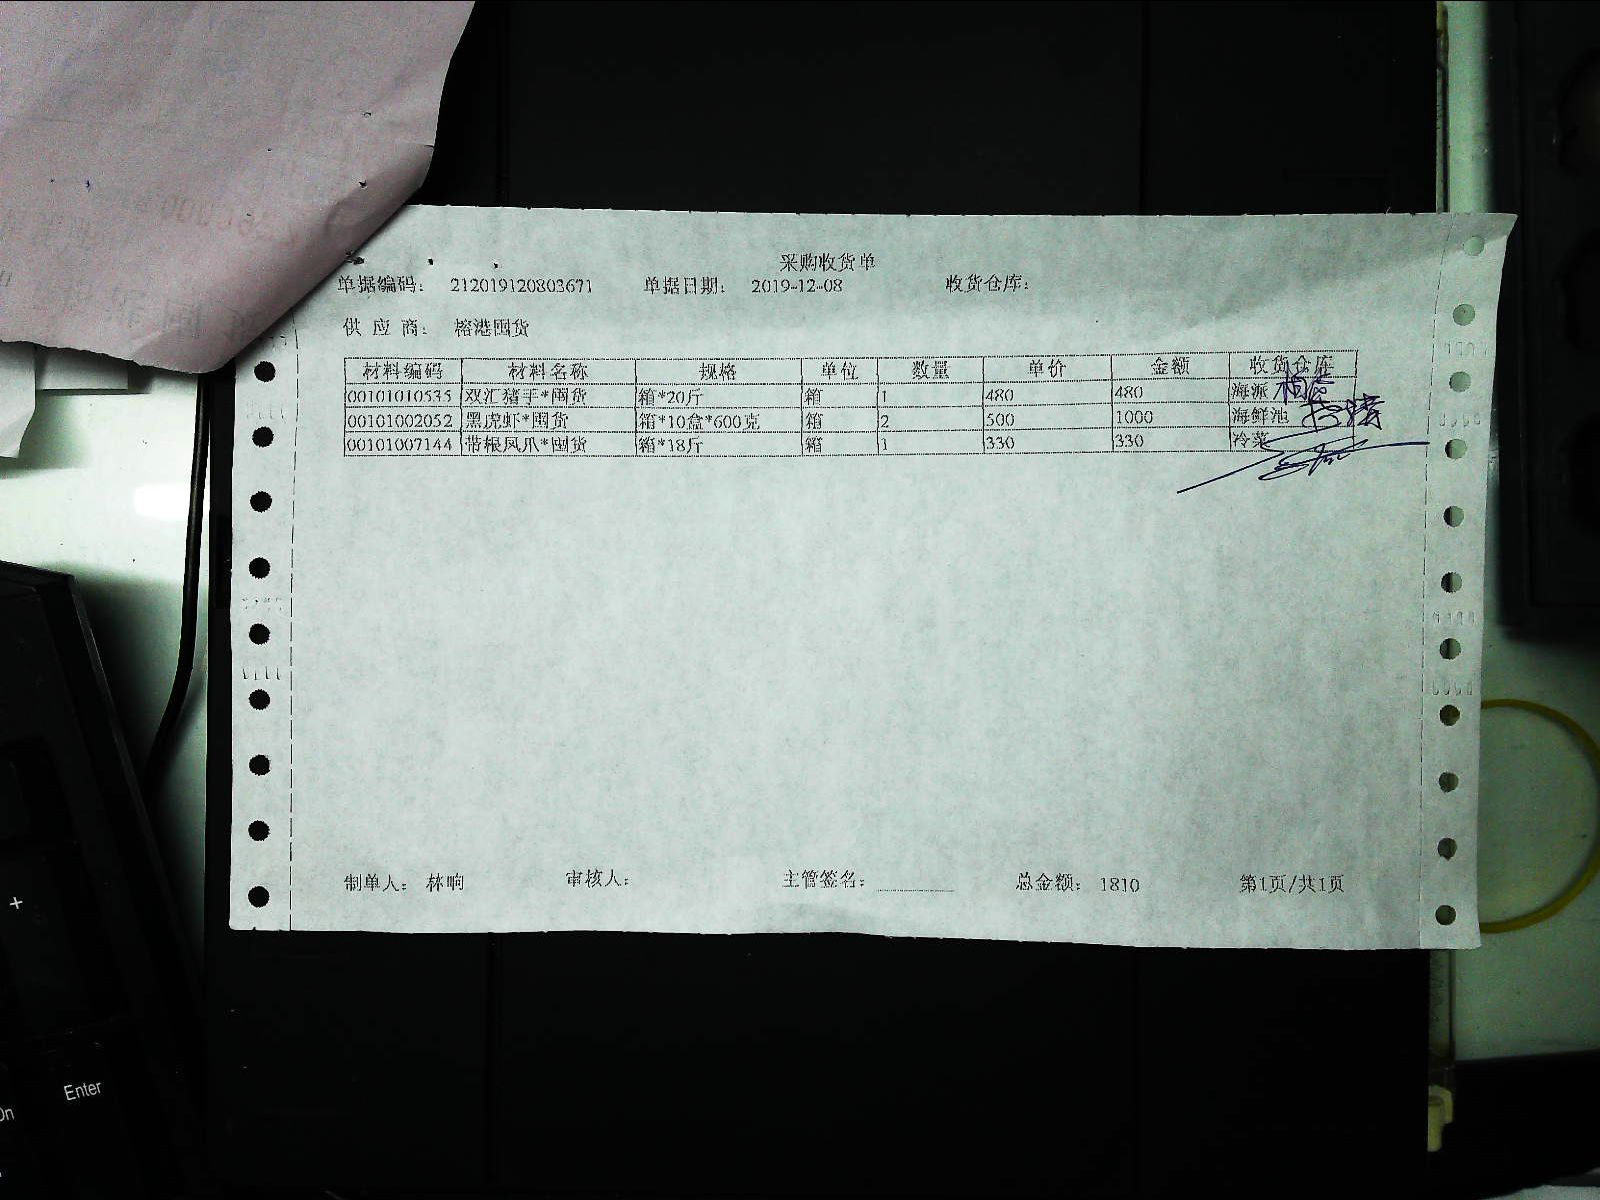 采购收货单
单据编码: 212019120803671 单据日期: 2019-12-08 收货仓库:
供 应 商: 榕港囤货
材料编码 材料名称 规格 单位 数量 单价 金额 收货仓库
00101010535 双汇猪手*囤货 箱*20斤 箱 1 480 480 海派
00101002052 黑虎虾*囤货 箱*10盒*600克 箱 2 500 1000 海鲜池
00101007144 带根凤爪*囤货 箱*18斤 箱 1 330 330 冷菜
制单人: 林响 审核人: 主管签名: 总金额: 1810 第1页/共1页
+
Enter
On